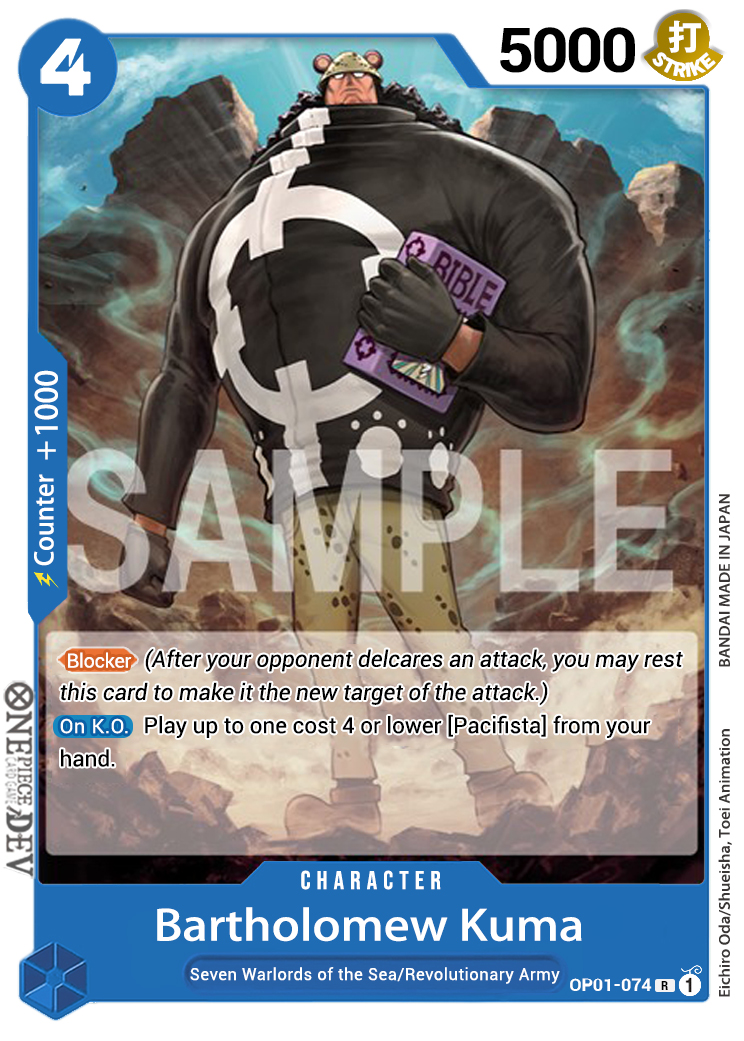 4
5000
打
STRIKE
BIBLE
Counter +1000
SAMPLE
Blocker (After your opponent delcares an attack, you may rest
this card to make it the new target of the attack.)
On K.O. Play up to one cost 4 or lower [Pacifista] from your
hand.
CHARACTER
Bartholomew Kuma
Seven Warlords of the Sea/Revolutionary Army
OP01-074 R 1
ONE PIECE
CARD GAME
DEV
BANDAI MADE IN JAPAN
Eichiro Oda/Shueisha, Toei Animation